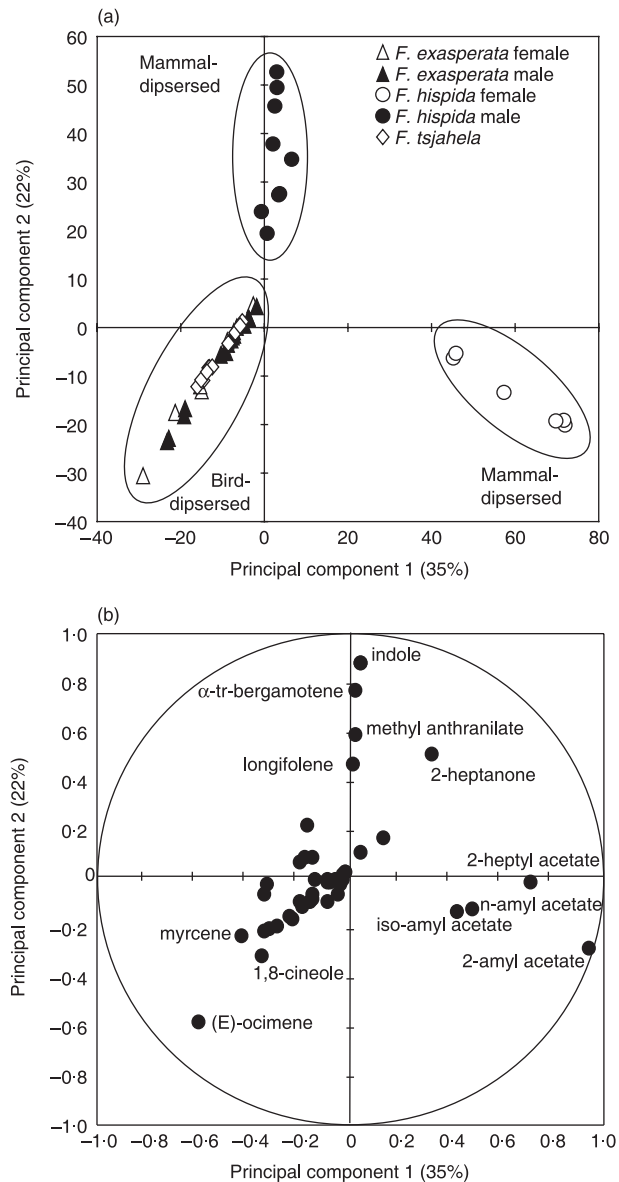 (a)
60
50
40
30
20
10
0
−10
−20
−30
−40
Principal component 2 (22%)
Mammal-
dipsersed
F. exasperata female
F. exasperata male
F. hispida female
F. hispida male
F. tsjahela
Bird-
dipsersed
Mammal-
dipsersed
−40 −20 0 20 40 60 80
Principal component 1 (35%)
(b)
1·0
0·8
0·6
0·4
0·2
0
−0·2
−0·4
−0·6
−0·8
−1·0
Principal component 2 (22%)
indole
α-tr-bergamotene
methyl anthranilate
longifolene
2-heptanone
2-heptyl acetate
n-amyl acetate
iso-amyl acetate
2-amyl acetate
myrcene
1,8-cineole
(E)-ocimene
−1·0 −0·8 −0·6 −0·4 −0·2 0 0·2 0·4 0·6 0·8 1·0
Principal component 1 (35%)